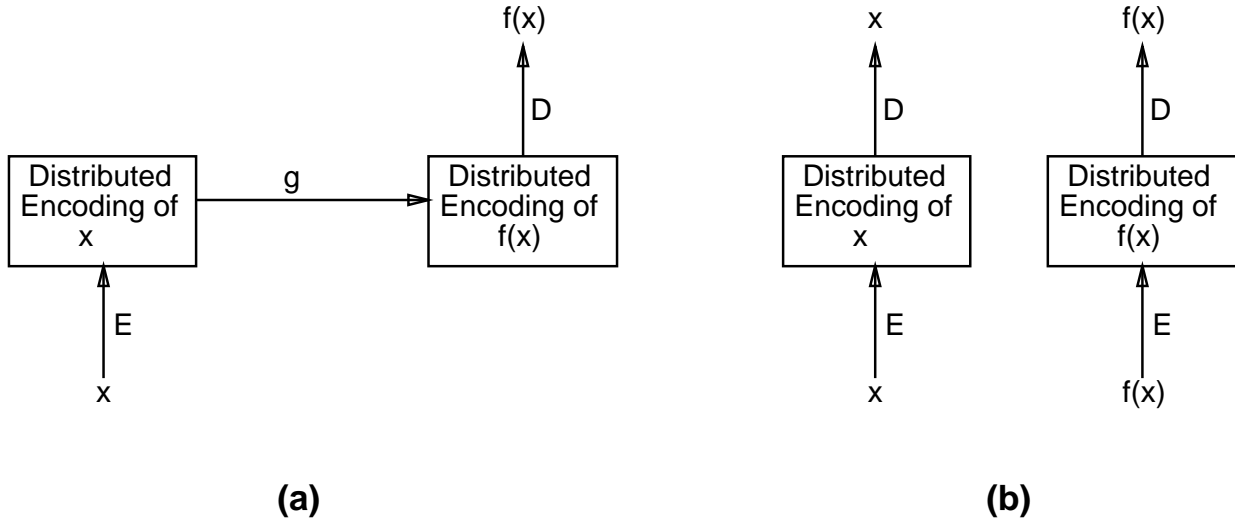 f(x)
D
Distributed
Encoding of
x
g
Distributed
Encoding of
f(x)
E
x
(a)
x
D
Distributed
Encoding of
x
E
x
f(x)
D
Distributed
Encoding of
f(x)
E
f(x)
(b)